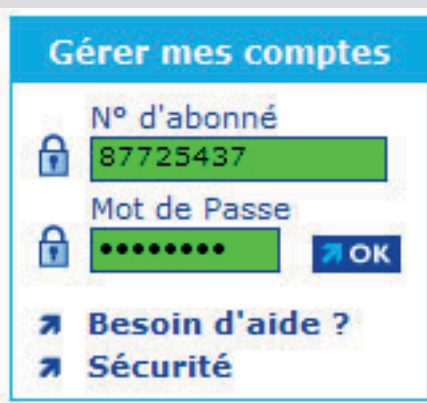 Gérer mes comptes
N° d'abonné
87725437
Mot de Passe
••••••••
OK
Besoin d'aide ?
Sécurité